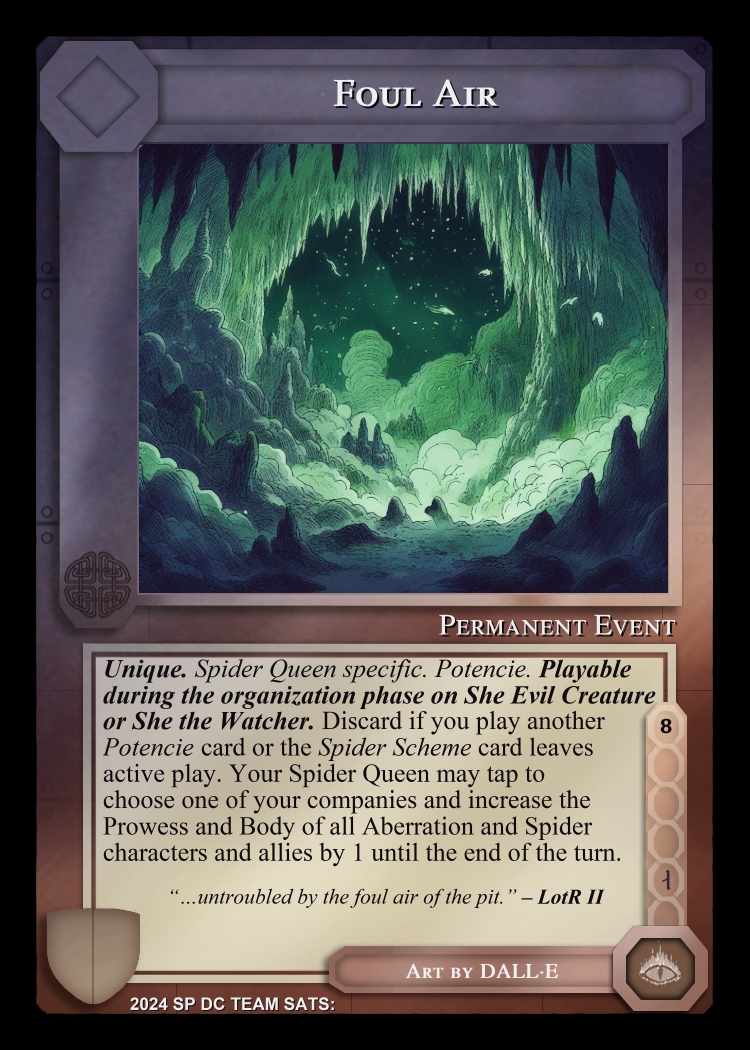 Foul Air
Permanent Event
Unique. Spider Queen specific. Potencie. Playable
during the organization phase on She Evil Creature
or She the Watcher. Discard if you play another
Potencie card or the Spider Scheme card leaves
active play. Your Spider Queen may tap to
choose one of your companies and increase the
Prowess and Body of all Aberration and Spider
characters and allies by 1 until the end of the turn.
8
“...untroubled by the foul air of the pit.” – LotR II
Art by DALL·E
2024 SP DC TEAM SATS: